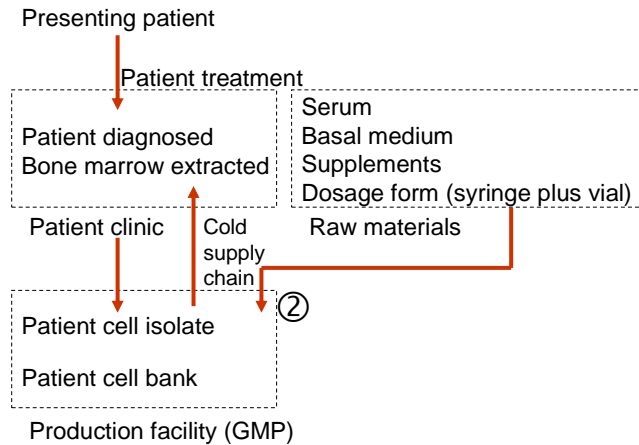 Presenting patient
Patient treatment
Patient diagnosed
Bone marrow extracted
Serum
Basal medium
Supplements
Dosage form (syringe plus vial)
Patient clinic
Cold
supply
chain
Raw materials
②
Patient cell isolate
Patient cell bank
Production facility (GMP)